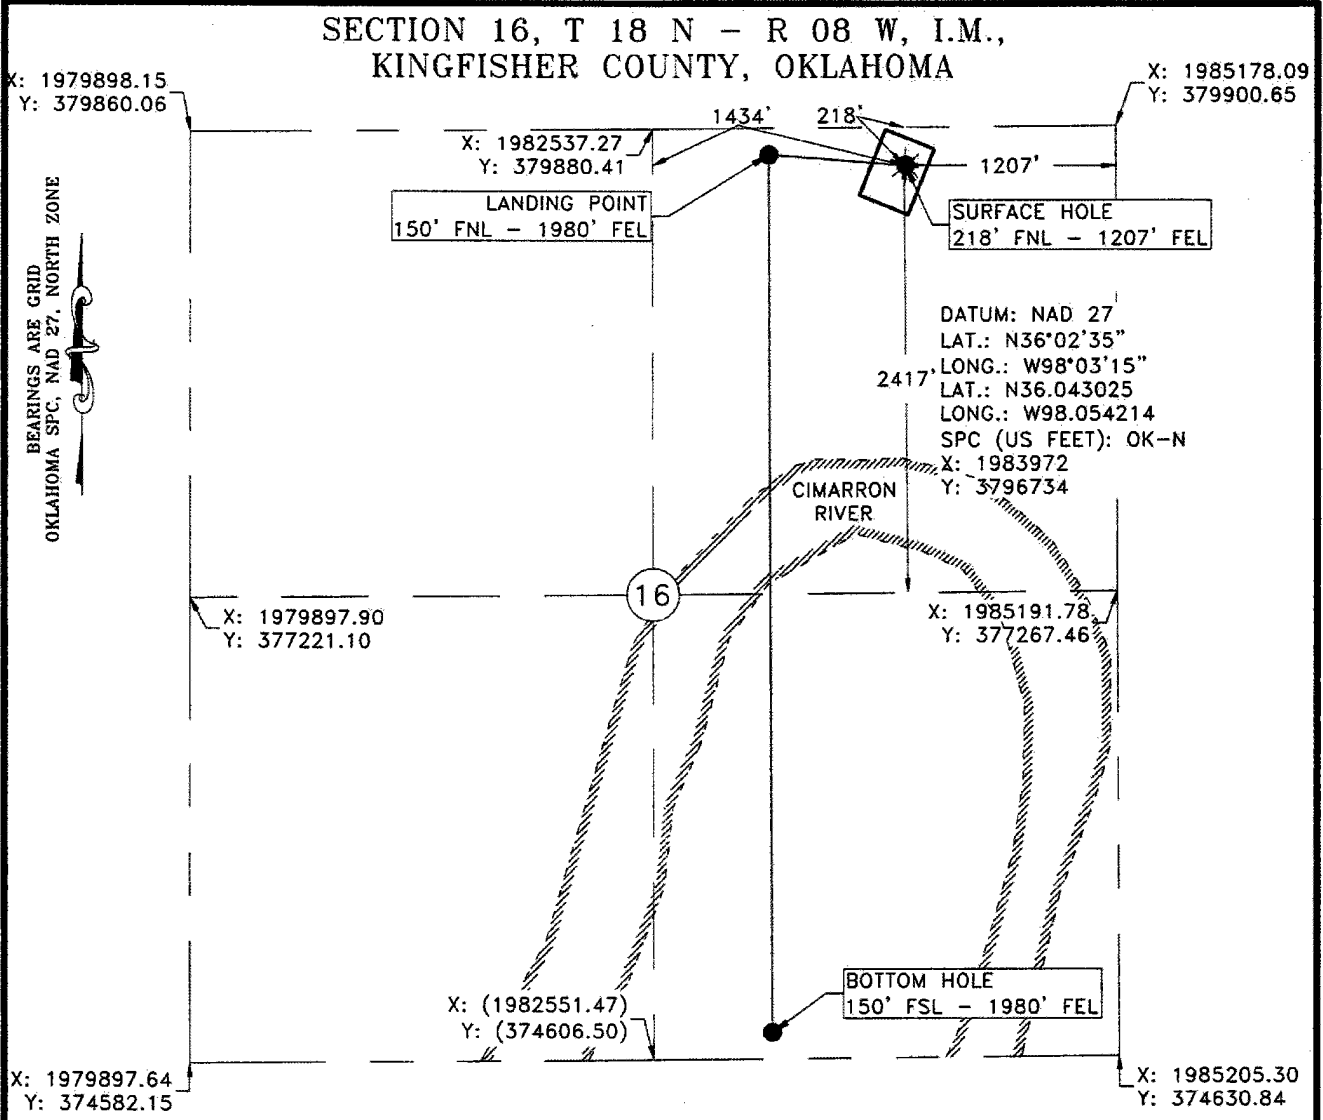 SECTION 16, T 18 N - R 08 W, I.M.,
KINGFISHER COUNTY, OKLAHOMA
X: 1979898.15
Y: 379860.06
X: 1985178.09
Y: 379900.65
X: 1982537.27
Y: 379880.41
1434'
218'
1207'
LANDING POINT
150' FNL - 1980' FEL
SURFACE HOLE
218' FNL - 1207' FEL
BEARINGS ARE GRID
OKLAHOMA SPC, NAD 27, NORTH ZONE
DATUM: NAD 27
LAT.: N36°02'35"
LONG.: W98°03'15"
LAT.: N36.043025
LONG.: W98.054214
SPC (US FEET): OK-N
X: 1983972
Y: 3796734
2417'
CIMARRON
RIVER
16
X: 1979897.90
Y: 377221.10
X: 1985191.78
Y: 377267.46
BOTTOM HOLE
150' FSL - 1980' FEL
X: (1982551.47)
Y: (374606.50)
X: 1979897.64
Y: 374582.15
X: 1985205.30
Y: 374630.84